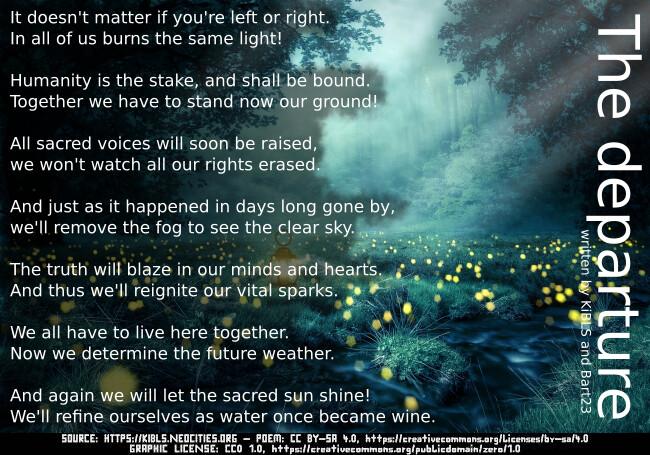 It doesn't matter if you're left or right.
In all of us burns the same light!
Humanity is the stake, and shall be bound.
Together we have to stand now our ground!
All sacred voices will soon be raised,
we won't watch all our rights erased.
And just as it happened in days long gone by,
we'll remove the fog to see the clear sky.
The truth will blaze in our minds and hearts.
And thus we'll reignite our vital sparks.
We all have to live here together.
Now we determine the future weather.
And again we will let the sacred sun shine!
We'll refine ourselves as water once became wine.
The departure
written by KIBLS and Bart23
SOURCE: HTTPS://KIBLS.NEOCITIES.ORG – POEM: CC BY–SA 4.0, https://creativecommons.org/licenses/by–sa/4.0
GRAPHIC LICENSE: CC0 1.0, https://creativecommons.org/publicdomain/zero/1.0